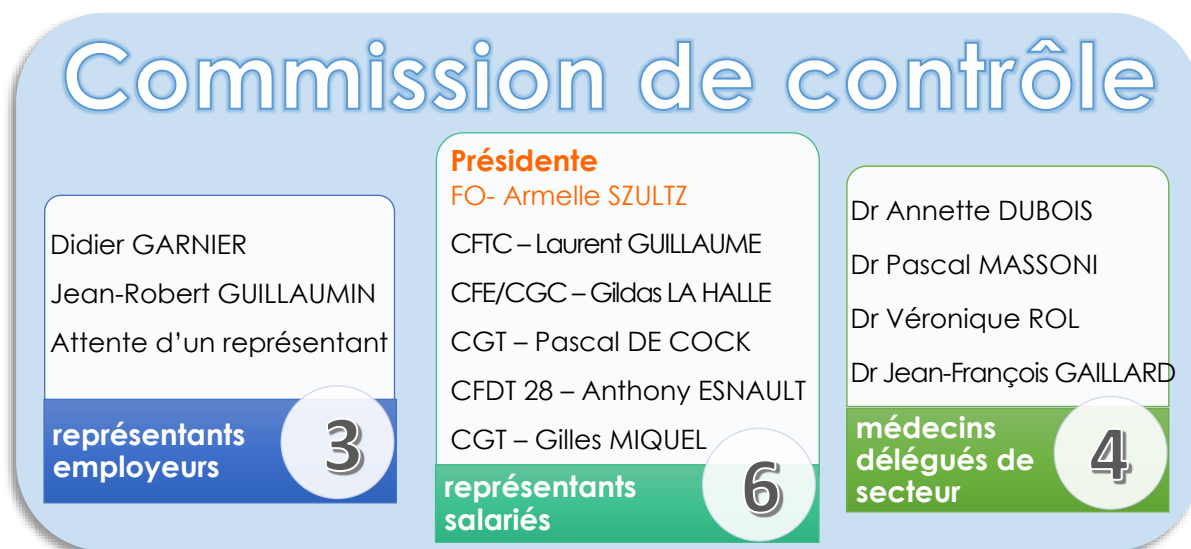 Commission de contrôle
Didier GARNIER
Jean-Robert GUILLAUMIN
Attente d’un représentant
représentants
employeurs
3
Présidente
FO- Armelle SZULTZ
CFTC – Laurent GUILLAUME
CFE/CGC – Gildas LA HALLE
CGT – Pascal DE COCK
CFDT 28 – Anthony ESNAULT
CGT – Gilles MIQUEL
représentants
salariés
6
Dr Annette DUBOIS
Dr Pascal MASSONI
Dr Véronique ROL
Dr Jean-François GAILLARD
médecins
délégués de
secteur
4